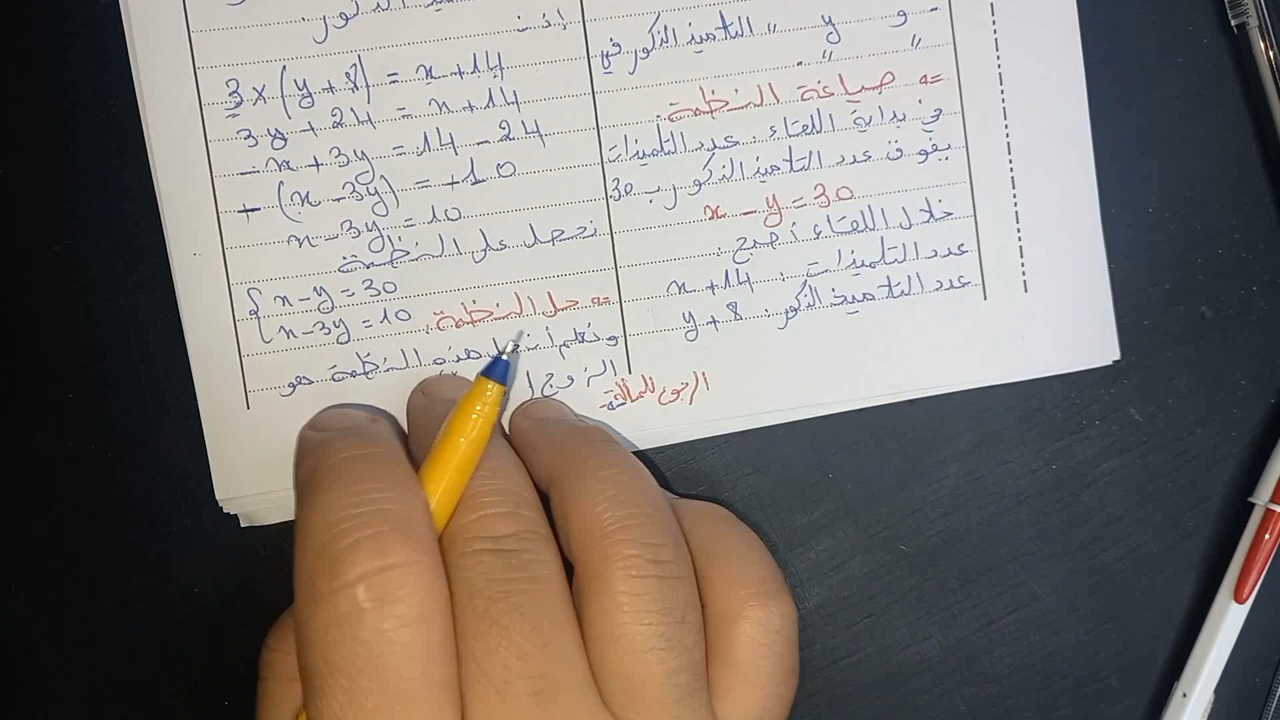 و y " التلاميذ الذكور في
" " .
=> صياغة النظمة.
في بداية اللقاء عدد التلميذات
يفوق عدد التلاميذ الذكور ب 30
x - y = 30
خلال اللقاء أصبح :
عدد التلميذات : x + 14
عدد التلاميذ الذكور : y + 8
الرجوع للمسألة
إذن
3 × (y + 8) = x + 14
3y + 24 = x + 14
- x + 3y = 14 - 24
+ (x - 3y) = +10
x - 3y = 10
نحصل على النظمة
{ x - y = 30
{ x - 3y = 10
=> حل النظمة.
ونعلم أن حل هذه النظمة هو
الزوج